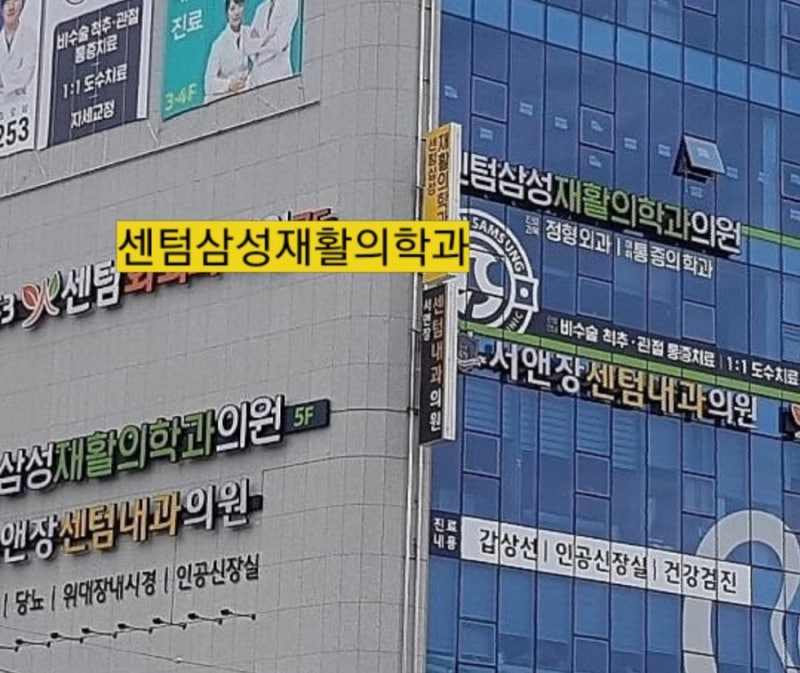 비수술 척추·관절
통증치료
1:1 도수치료
자세교정
253
진료
3-4F
센텀삼성재활의학과
센텀
삼성재활의학과의원 5F
앤장센텀내과의원
당뇨 | 위대장내시경 | 인공신장실
센텀삼성
재활의학과
서앤장
센텀내과의원
센텀삼성재활의학과의원
정형외과 | 통증의학과
SAMSUNG
비수술 척추·관절 통증치료 | 1:1 도수치료
서앤장센텀내과의원
진료
내용
갑상선 | 인공신장실 | 건강검진